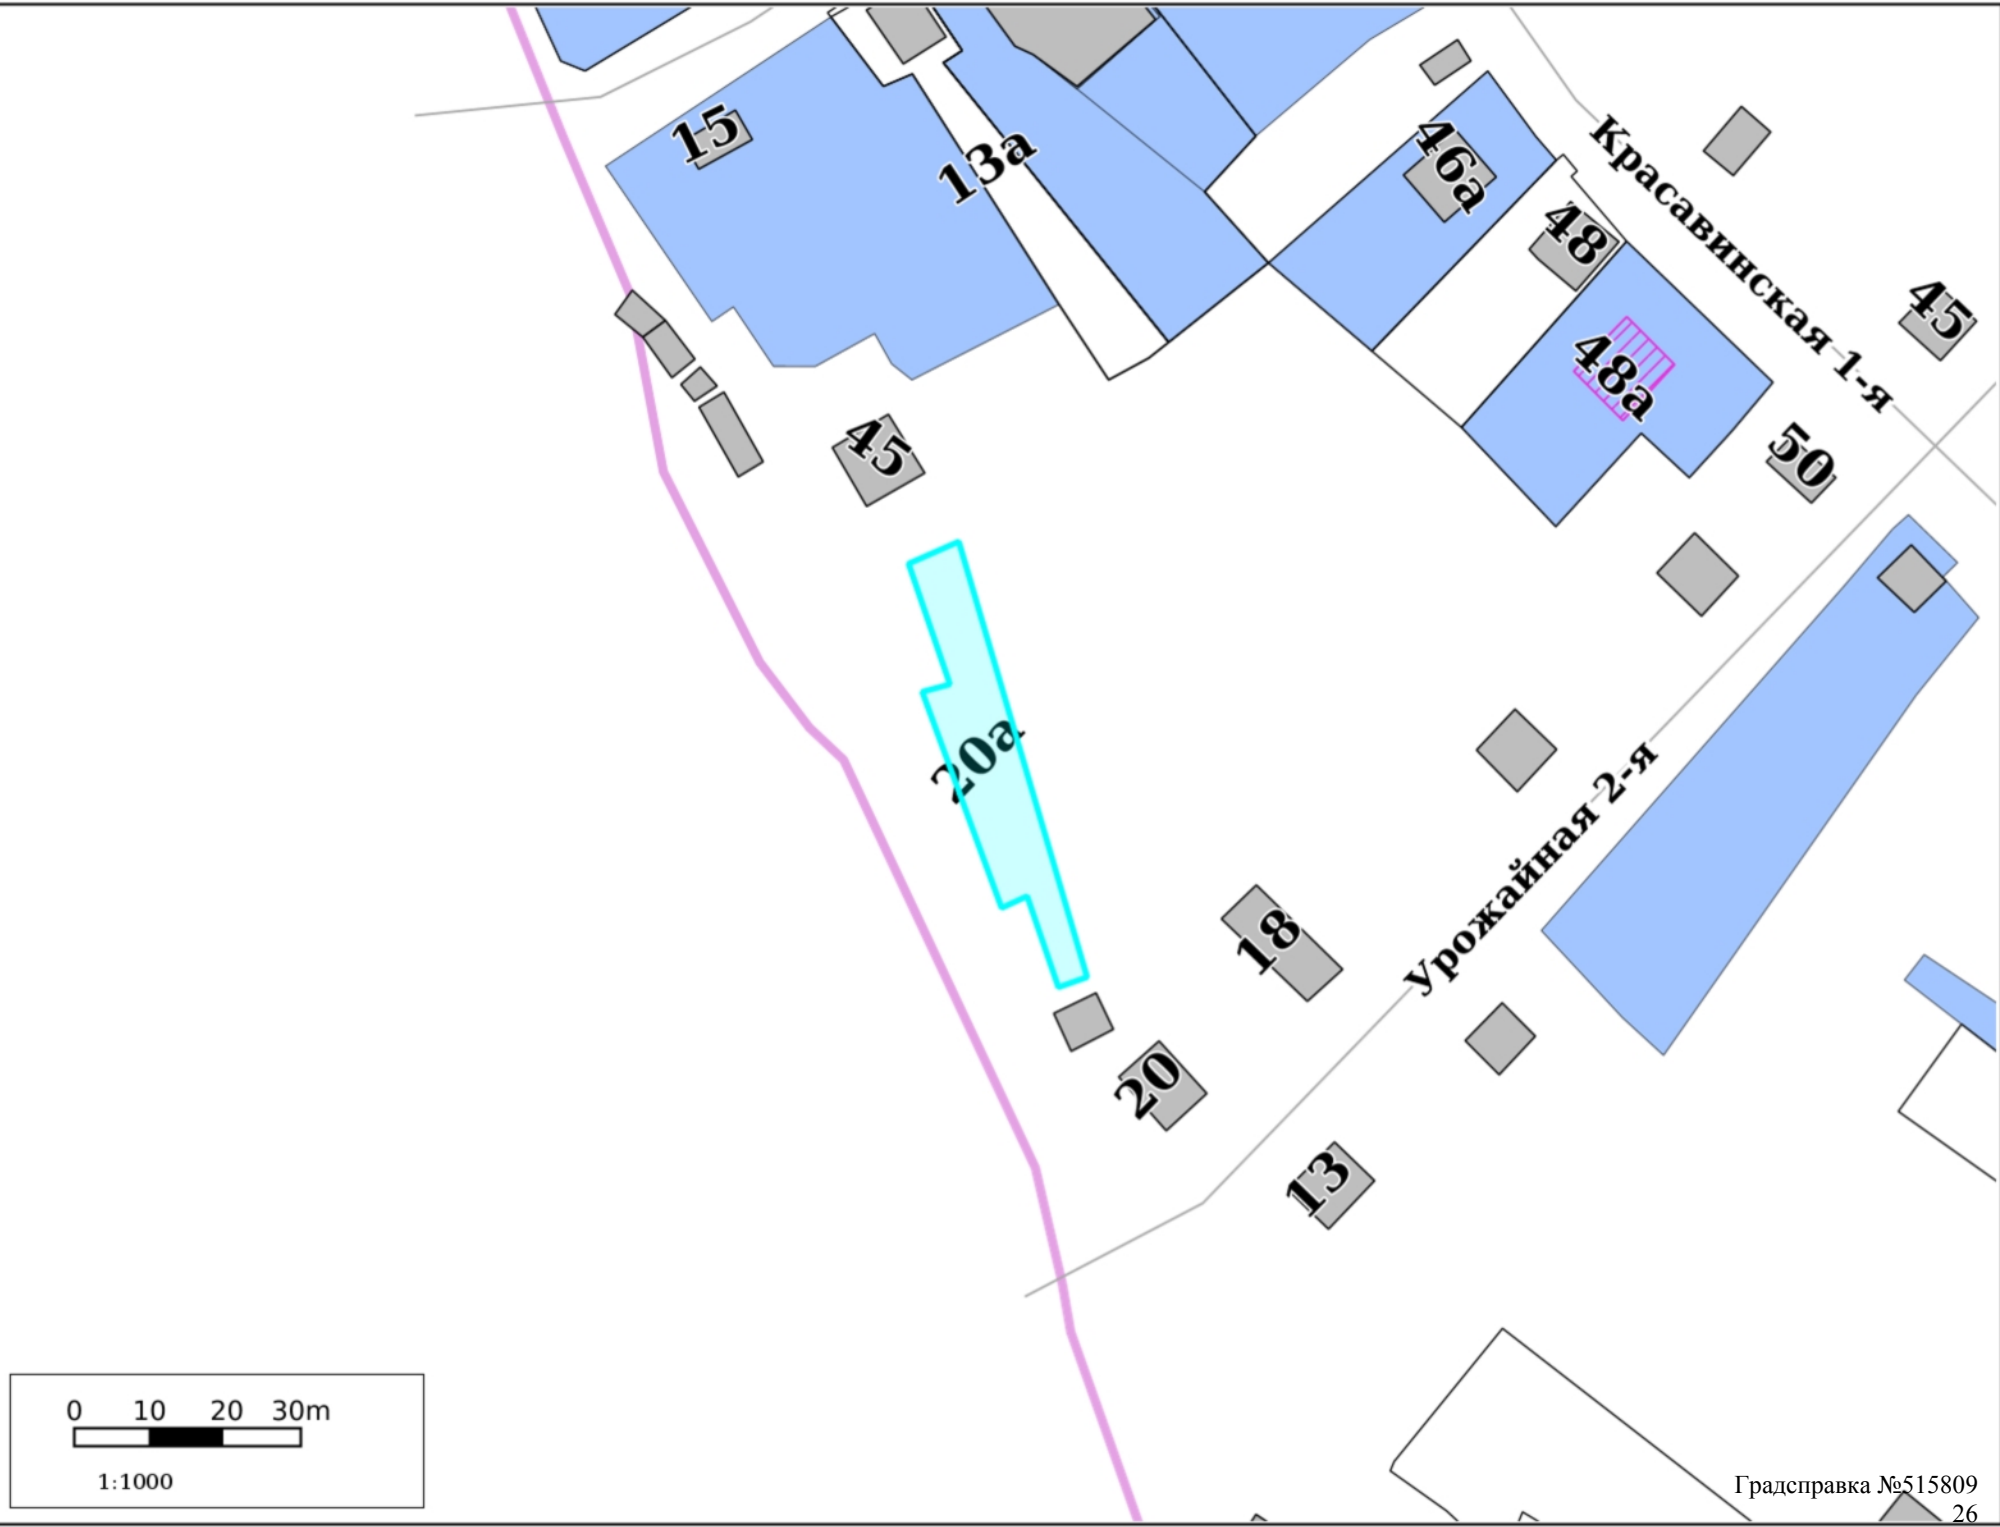 15
13а
46а
48
Красавинская 1-я
45
48а
45
50
20а
Урожайная 2-я
18
20
13
0 10 20 30m
1:1000
Градсправка №515809
26